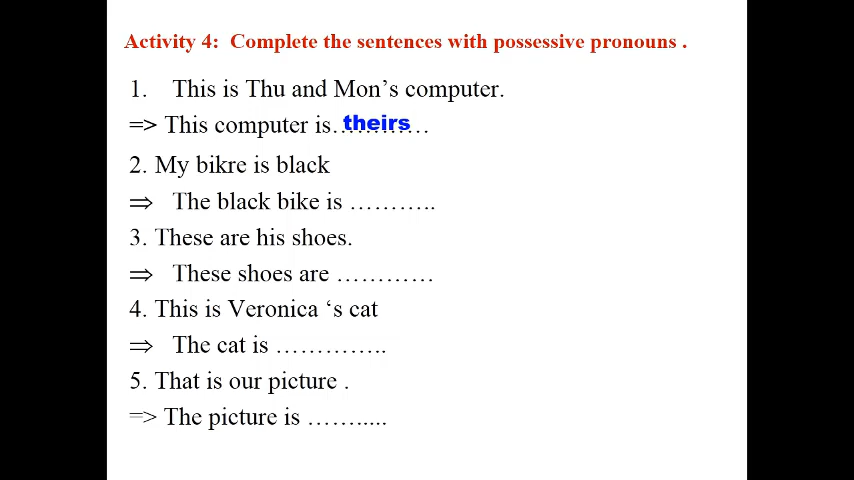 Activity 4: Complete the sentences with possessive pronouns .
1. This is Thu and Mon’s computer.
=> This computer is.theirs…
2. My bikre is black
⇒ The black bike is ………..
3. These are his shoes.
⇒ These shoes are …………
4. This is Veronica ‘s cat
⇒ The cat is …………..
5. That is our picture .
=> The picture is ……......